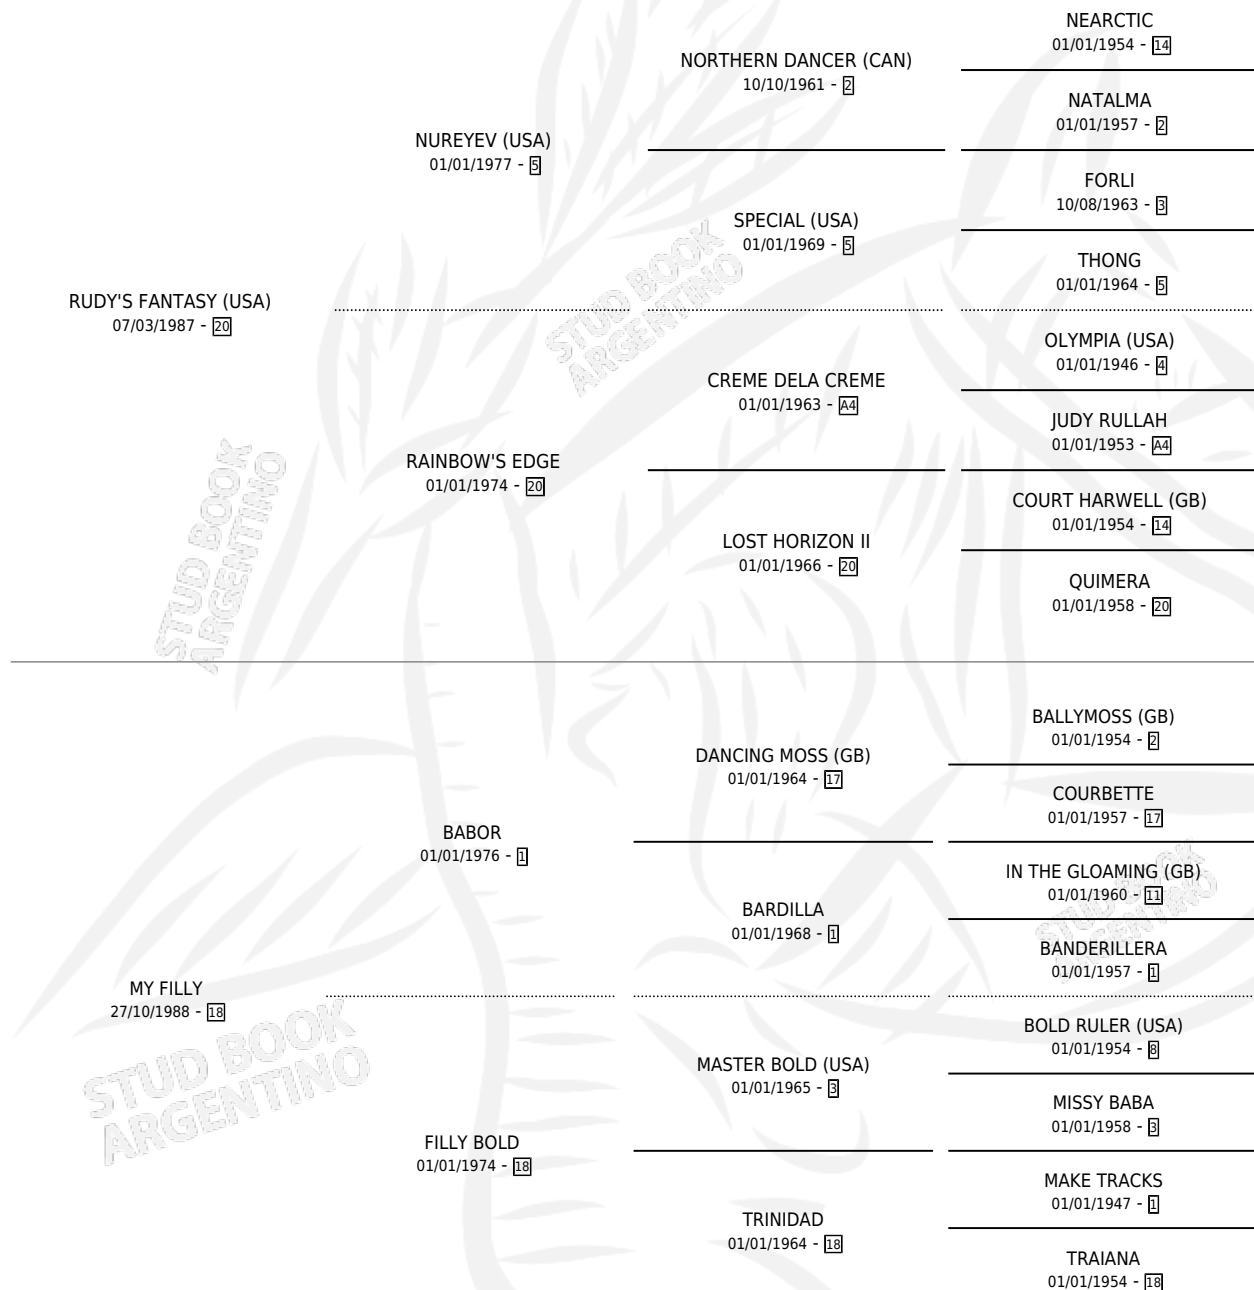 NEARCTIC
01/01/1954 - 14
NORTHERN DANCER (CAN)
10/10/1961 - 2
NATALMA
01/01/1957 - 2
NUREYEV (USA)
01/01/1977 - 5
FORLI
10/08/1963 - 3
SPECIAL (USA)
01/01/1969 - 5
THONG
01/01/1964 - 5
RUDY'S FANTASY (USA)
07/03/1987 - 20
STUD BOOK
ARGENTINO
OLYMPIA (USA)
01/01/1946 - 4
CREME DELA CREME
01/01/1963 - A4
JUDY RULLAH
01/01/1953 - A4
RAINBOW'S EDGE
01/01/1974 - 20
COURT HARWELL (GB)
01/01/1954 - 14
LOST HORIZON II
01/01/1966 - 20
QUIMERA
01/01/1958 - 20
STUD BOOK
ARGENTINO
BALLYMOSS (GB)
01/01/1954 - 2
DANCING MOSS (GB)
01/01/1964 - 17
COURBETTE
01/01/1957 - 17
BABOR
01/01/1976 - 1
IN THE GLOAMING (GB)
01/01/1960 - 11
STUD BOOK
ARGENTINO
BARDILLA
01/01/1968 - 1
BANDERILLERA
01/01/1957 - 1
MY FILLY
27/10/1988 - 18
STUD BOOK
ARGENTINO
BOLD RULER (USA)
01/01/1954 - 8
MASTER BOLD (USA)
01/01/1965 - 3
MISSY BABA
01/01/1958 - 3
FILLY BOLD
01/01/1974 - 18
MAKE TRACKS
01/01/1947 - 1
TRINIDAD
01/01/1964 - 18
TRAIANA
01/01/1954 - 18